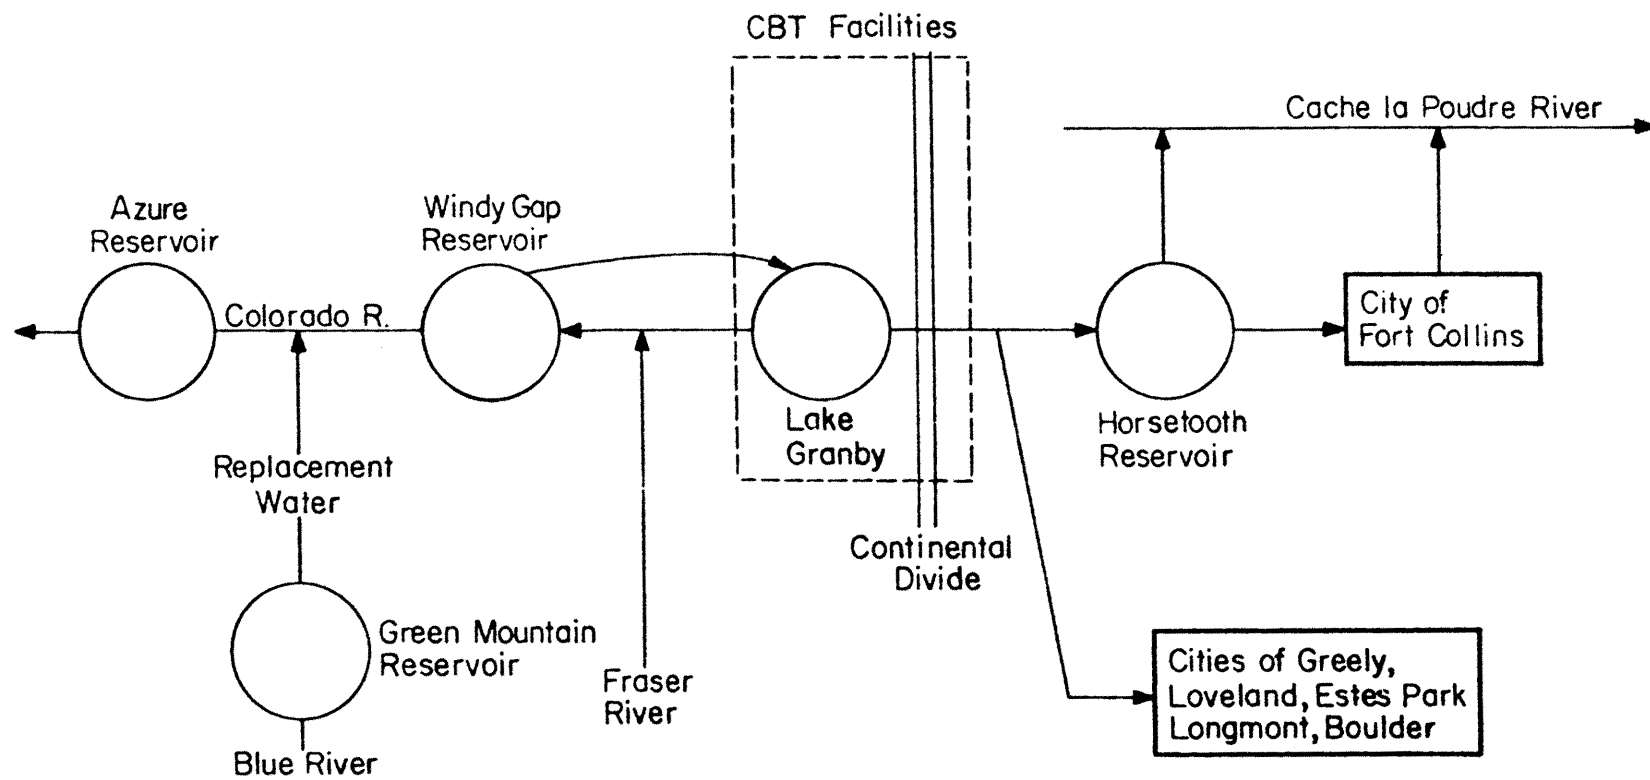 CBT Facilities
Cache la Poudre River
Azure
Reservoir
Windy Gap
Reservoir
Colorado R.
City of
Fort Collins
Lake
Granby
Horsetooth
Reservoir
Replacement
Water
Continental
Divide
Green Mountain
Reservoir
Fraser
River
Cities of Greely,
Loveland, Estes Park
Longmont, Boulder
Blue River